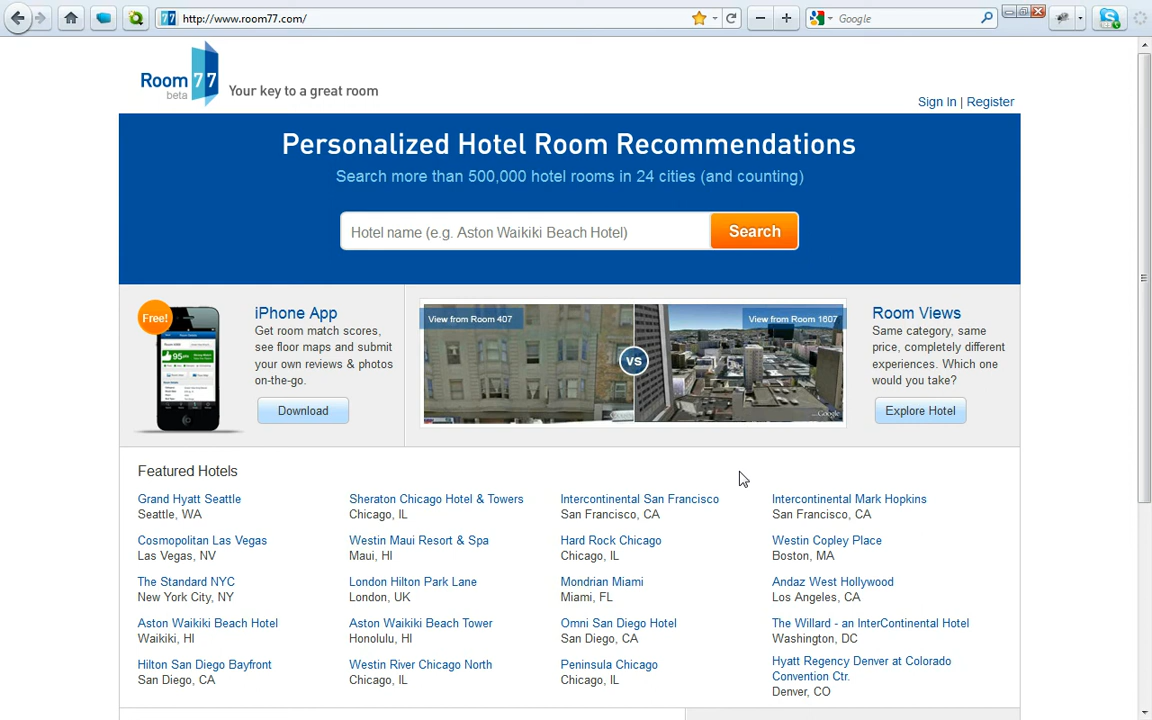 http://www.room77.com/
Google
Room 77
beta
Your key to a great room
Sign In | Register
Personalized Hotel Room Recommendations
Search more than 500,000 hotel rooms in 24 cities (and counting)
Hotel name (e.g. Aston Waikiki Beach Hotel)
Search
Free!
iPhone App
Get room match scores,
see floor maps and submit
your own reviews & photos
on-the-go.
Download
View from Room 407
vs
View from Room 1607
Google
Room Views
Same category, same
price, completely different
experiences. Which one
would you take?
Explore Hotel
Featured Hotels
Grand Hyatt Seattle
Seattle, WA
Sheraton Chicago Hotel & Towers
Chicago, IL
Intercontinental San Francisco
San Francisco, CA
Intercontinental Mark Hopkins
San Francisco, CA
Cosmopolitan Las Vegas
Las Vegas, NV
Westin Maui Resort & Spa
Maui, HI
Hard Rock Chicago
Chicago, IL
Westin Copley Place
Boston, MA
The Standard NYC
New York City, NY
London Hilton Park Lane
London, UK
Mondrian Miami
Miami, FL
Andaz West Hollywood
Los Angeles, CA
Aston Waikiki Beach Hotel
Waikiki, HI
Aston Waikiki Beach Tower
Honolulu, HI
Omni San Diego Hotel
San Diego, CA
The Willard - an InterContinental Hotel
Washington, DC
Hilton San Diego Bayfront
San Diego, CA
Westin River Chicago North
Chicago, IL
Peninsula Chicago
Chicago, IL
Hyatt Regency Denver at Colorado
Convention Ctr.
Denver, CO